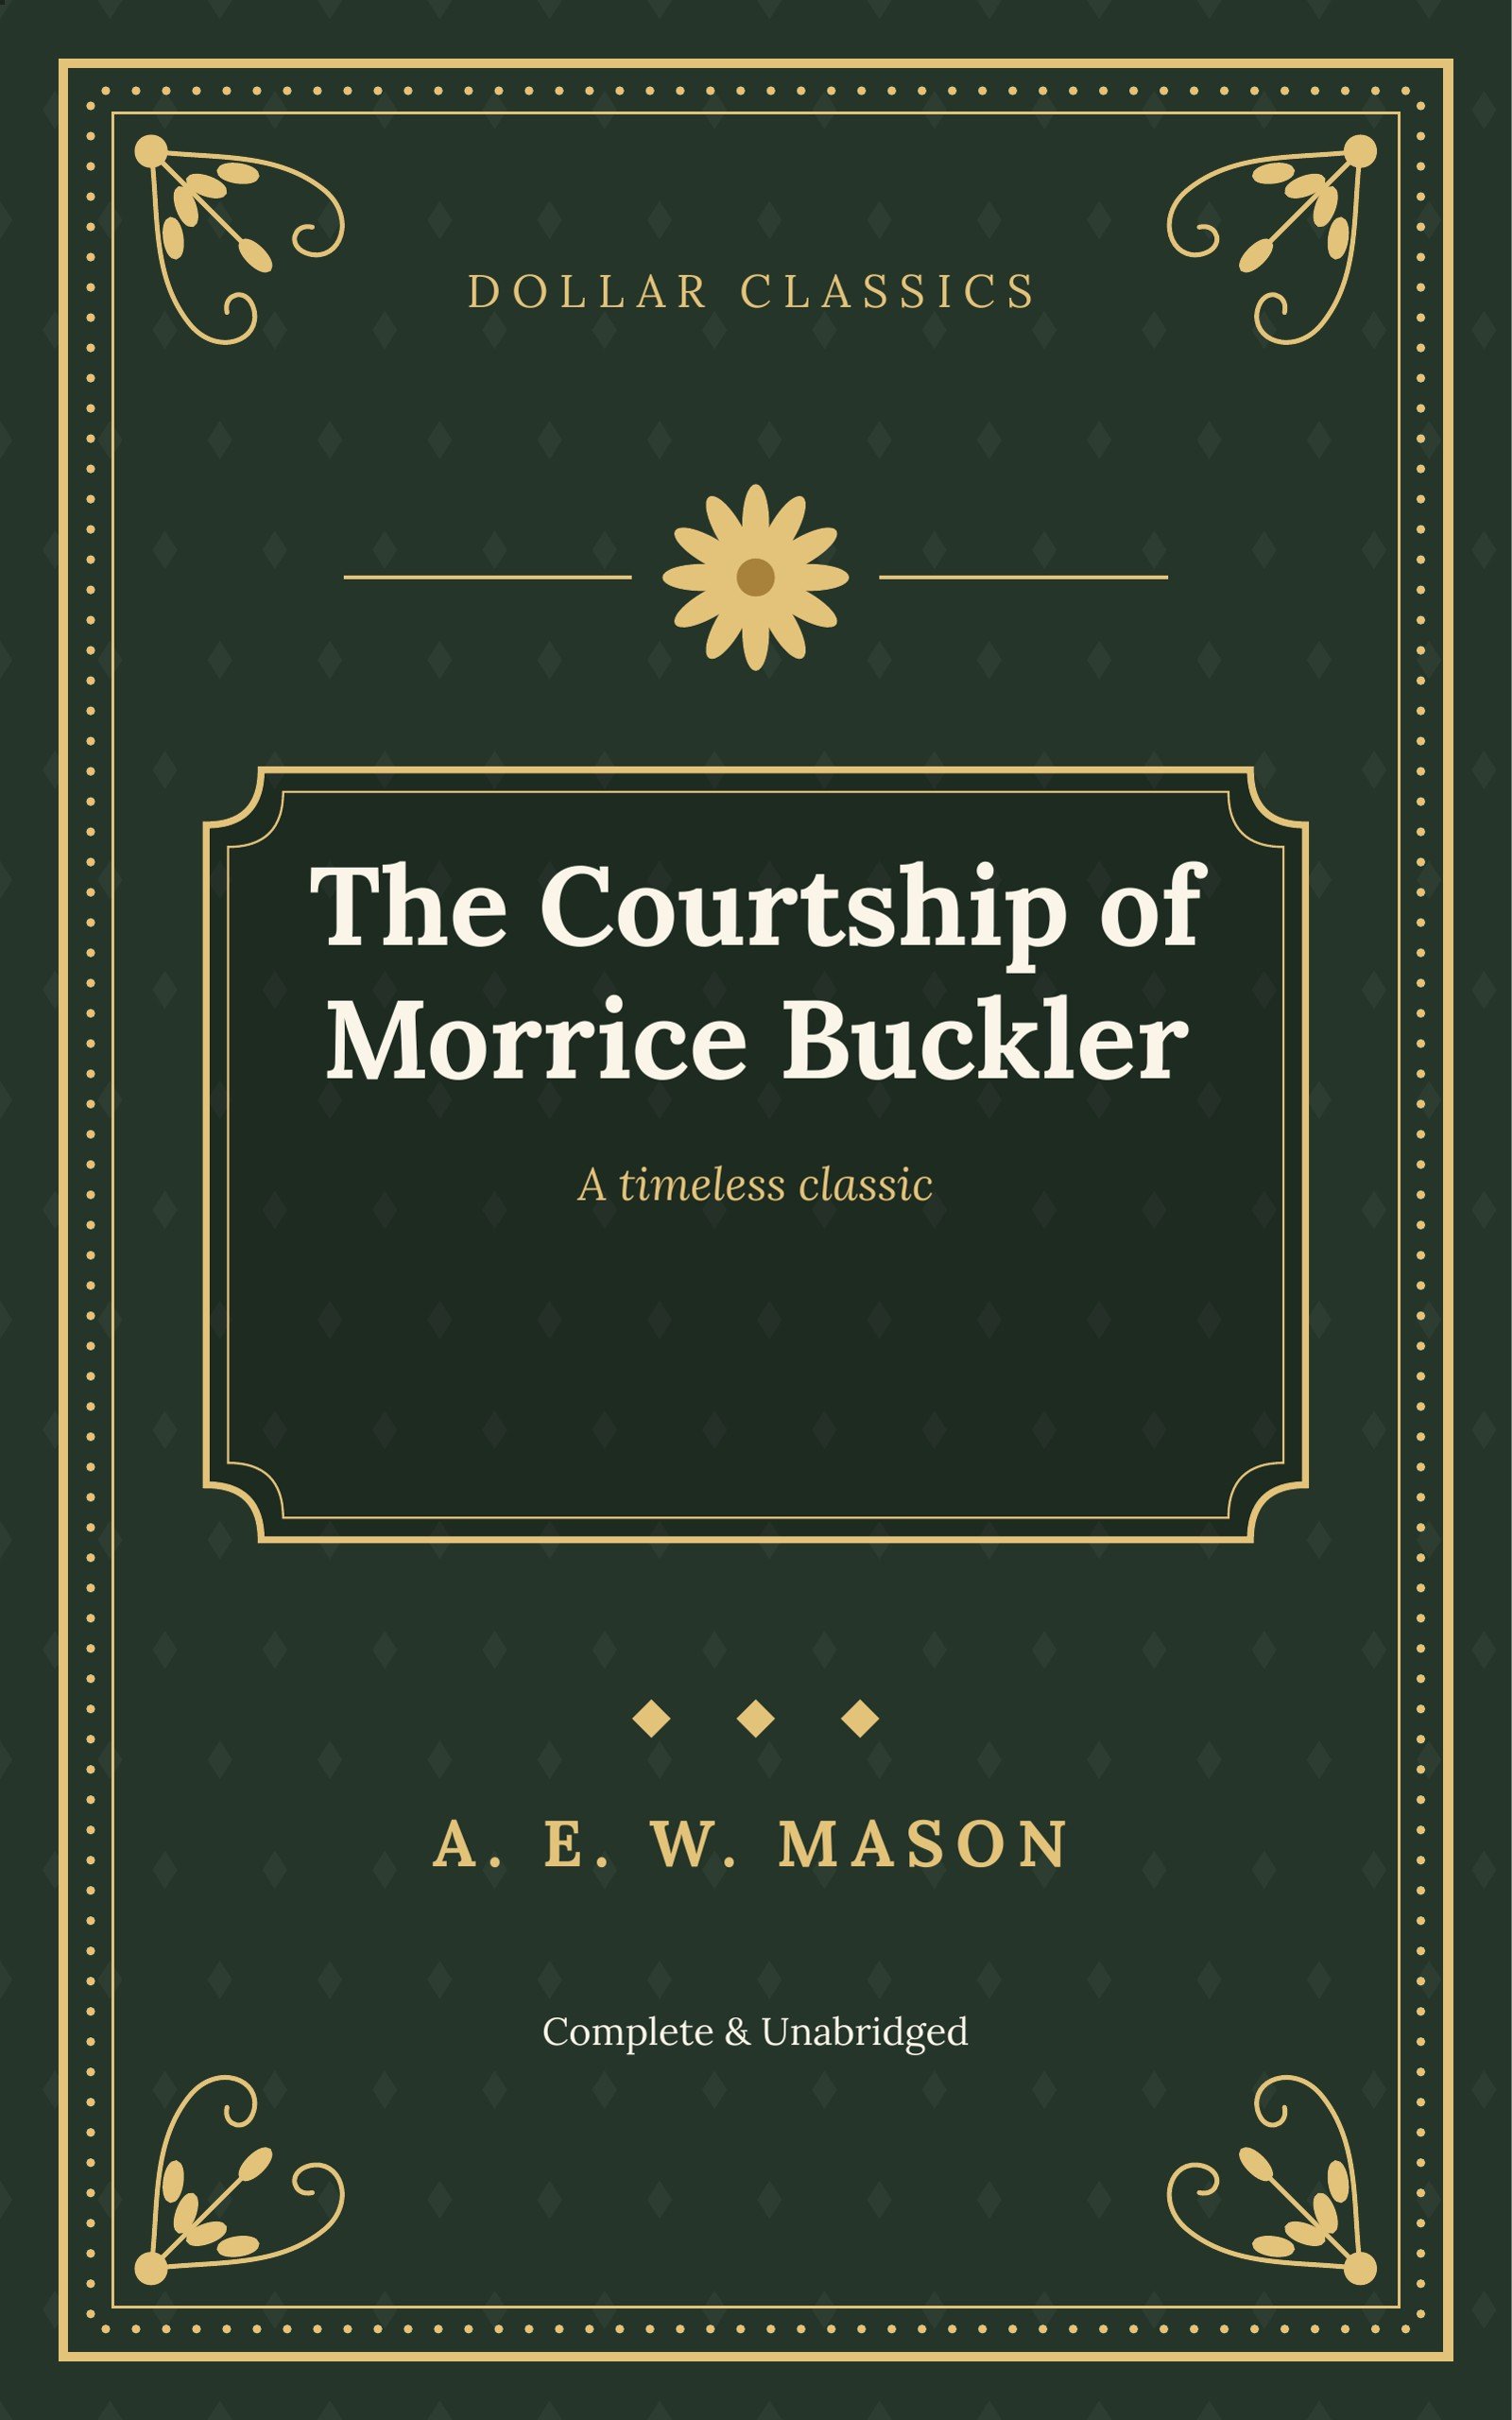 DOLLAR CLASSICS
The Courtship of
Morrice Buckler
A timeless classic
A. E. W. MASON
Complete & Unabridged